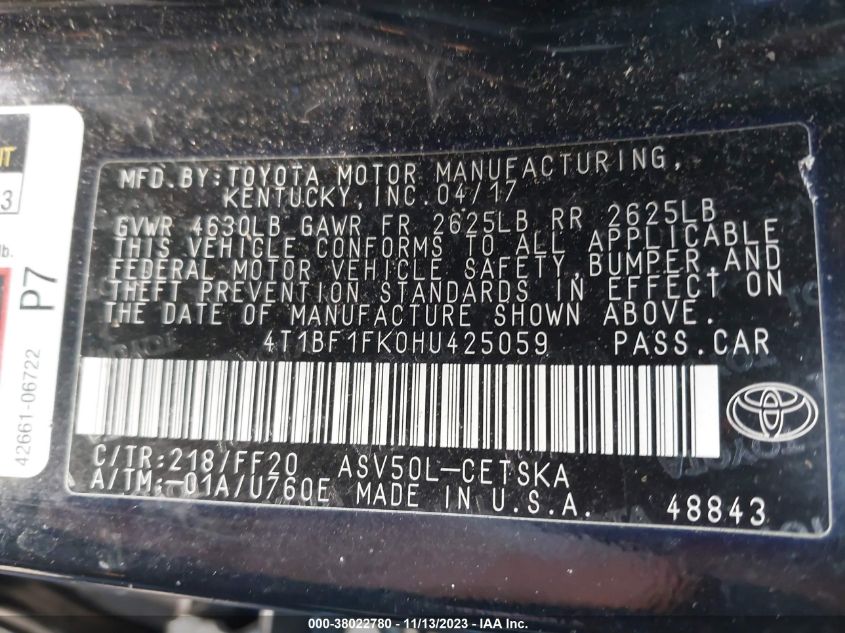 MFD. BY: TOYOTA MOTOR MANUFACTURING,
KENTUCKY, INC. 04/17
GVWR 4630LB GAWR FR 2625LB RR 2625LB
THIS VEHICLE CONFORMS TO ALL APPLICABLE
FEDERAL MOTOR VEHICLE SAFETY, BUMPER, AND
THEFT PREVENTION STANDARDS IN EFFECT ON
THE DATE OF MANUFACTURE SHOWN ABOVE.
4T1BF1FK0HU425059 PASS. CAR
C/TR: 218/FF20 ASV50L-CETSKA
A/TM: -01A/U760E MADE IN U.S.A. 48843
3
lb.
P7
42661-06722
TOYOTA
000-38022780 - 11/13/2023 - IAA Inc.